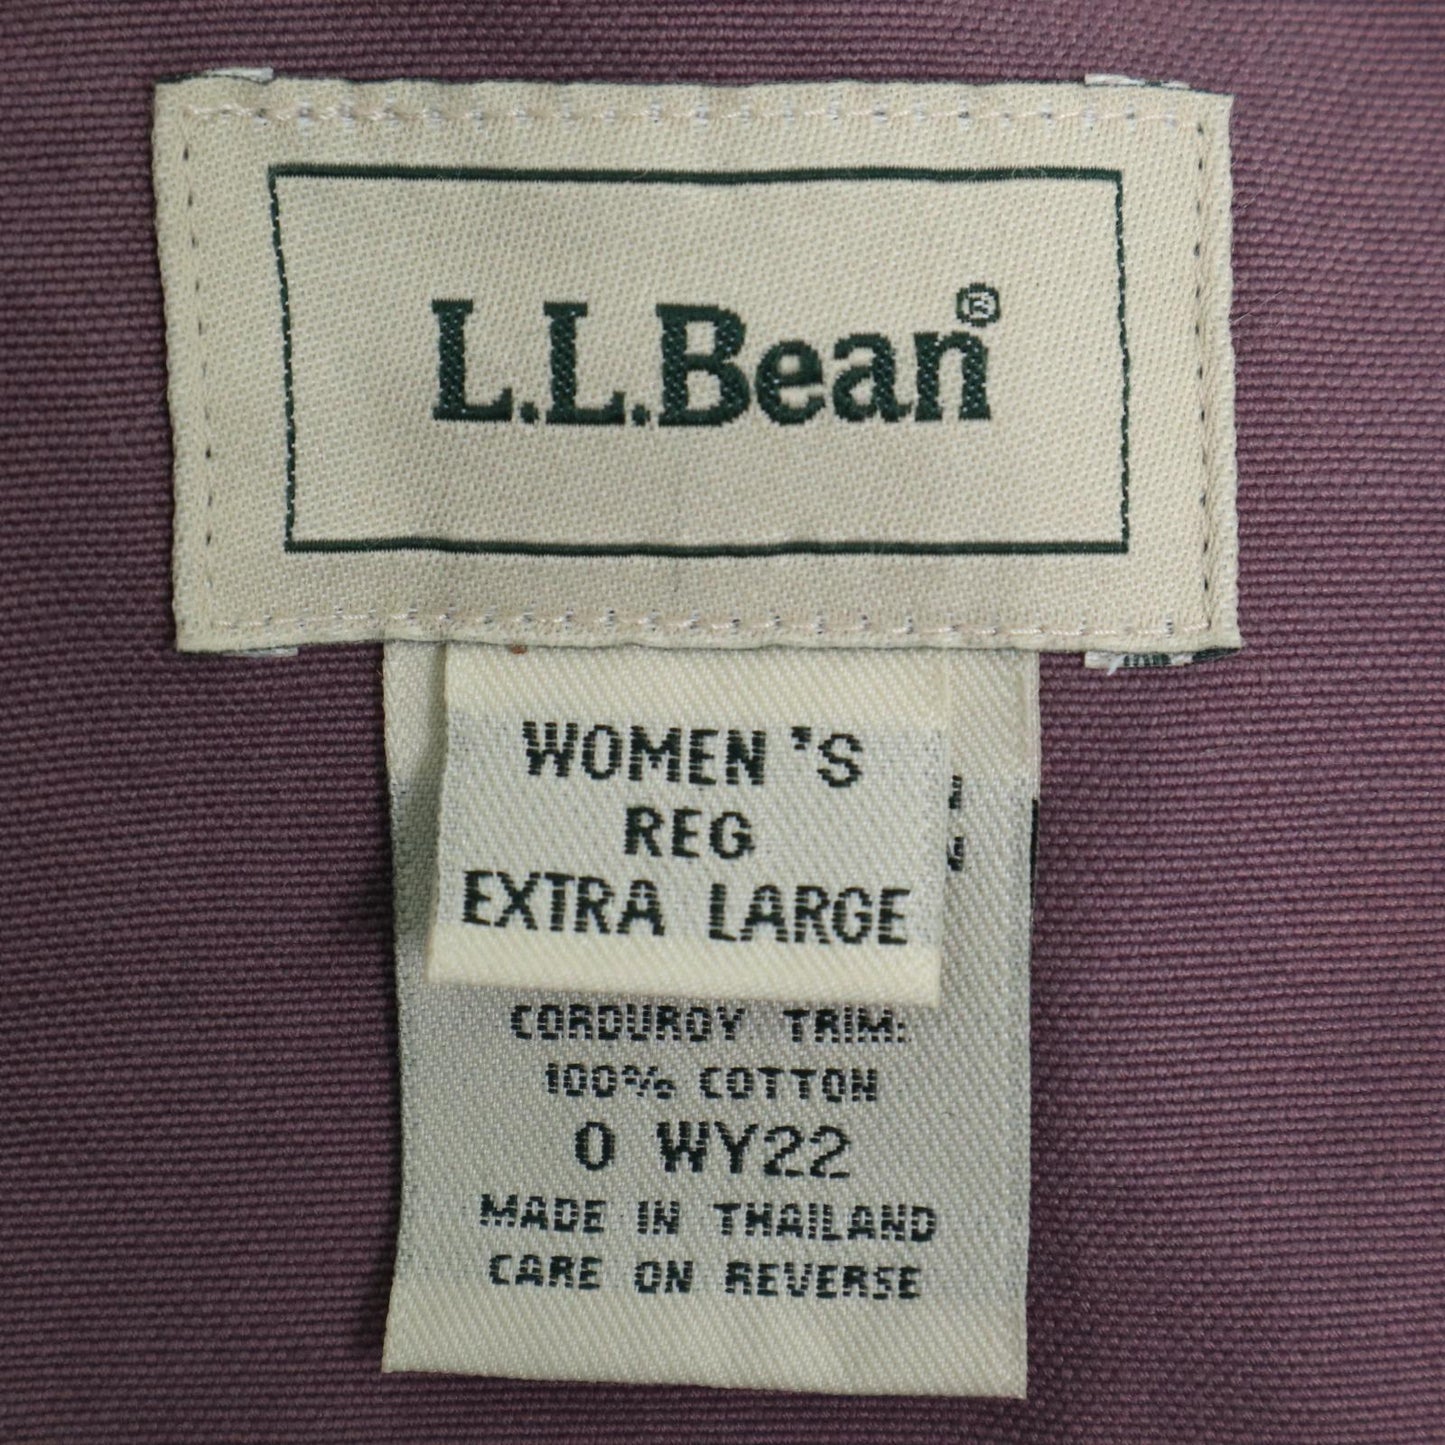 L.L.Bean®
WOMEN'S
REG
EXTRA LARGE
CORDUROY TRIM:
100% COTTON
0 WY22
MADE IN THAILAND
CARE ON REVERSE